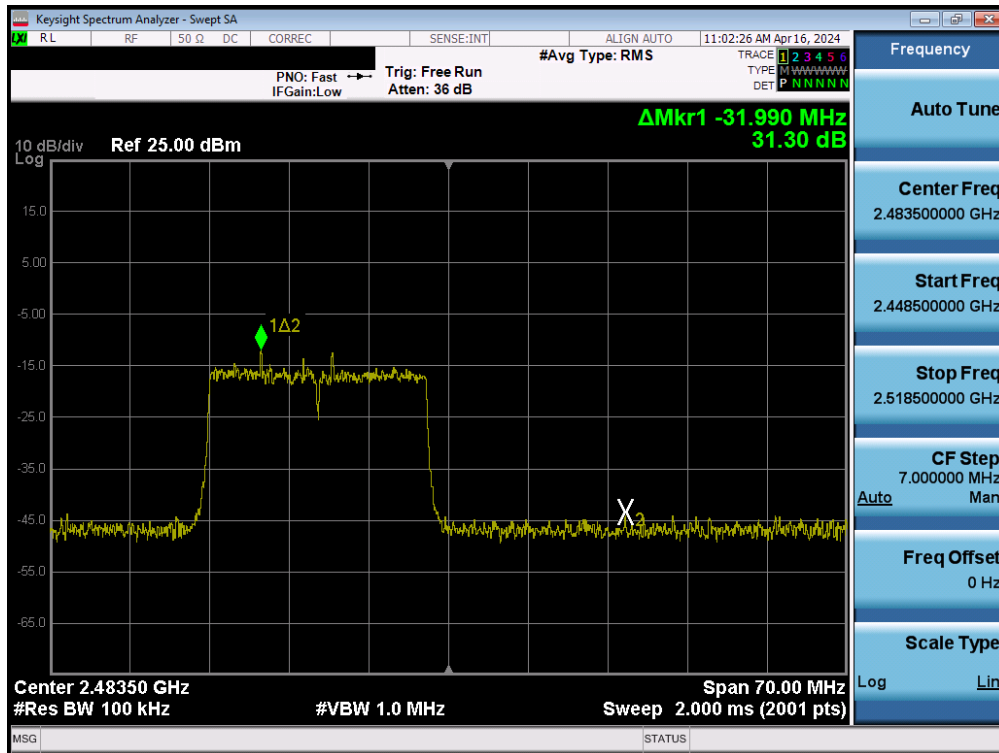 Keysight Spectrum Analyzer - Swept SA
LXI RL RF 50 Ω DC CORREC SENSE:INT ALIGN AUTO 11:02:26 AM Apr 16, 2024
#Avg Type: RMS
TRACE 1 2 3 4 5 6
TYPE M W W W W W
DET P N N N N N
PNO: Fast
IFGain:Low
Trig: Free Run
Atten: 36 dB
ΔMkr1 -31.990 MHz
31.30 dB
10 dB/div Ref 25.00 dBm
Log
15.0
5.00
-5.00
-15.0
-25.0
-35.0
-45.0
-55.0
-65.0
1Δ2
X2
Center 2.48350 GHz
Span 70.00 MHz
#Res BW 100 kHz
#VBW 1.0 MHz
Sweep 2.000 ms (2001 pts)
MSG STATUS
Frequency
Auto Tune
Center Freq
2.483500000 GHz
Start Freq
2.448500000 GHz
Stop Freq
2.518500000 GHz
CF Step
7.000000 MHz
Auto Man
Freq Offset
0 Hz
Scale Type
Log Lin